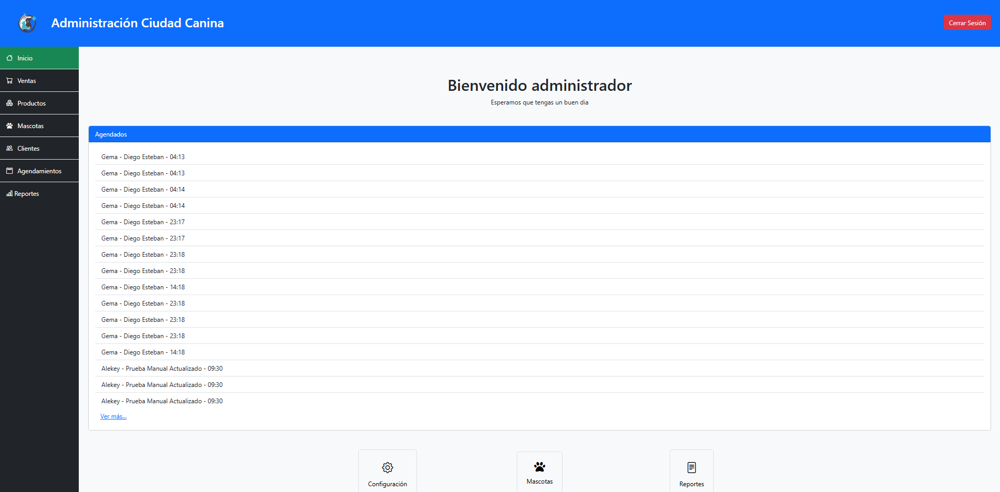 Administración Ciudad Canina
Cerrar Sesión
Inicio
Ventas
Productos
Mascotas
Clientes
Agendamientos
Reportes
Bienvenido administrador
Esperamos que tengas un buen dia
Agendados
Gema - Diego Esteban - 04:13
Gema - Diego Esteban - 04:13
Gema - Diego Esteban - 04:14
Gema - Diego Esteban - 04:14
Gema - Diego Esteban - 23:17
Gema - Diego Esteban - 23:17
Gema - Diego Esteban - 23:18
Gema - Diego Esteban - 23:18
Gema - Diego Esteban - 14:18
Gema - Diego Esteban - 23:18
Gema - Diego Esteban - 23:18
Gema - Diego Esteban - 23:18
Gema - Diego Esteban - 14:18
Alekey - Prueba Manual Actualizado - 09:30
Alekey - Prueba Manual Actualizado - 09:30
Alekey - Prueba Manual Actualizado - 09:30
Ver más...
Configuración
Mascotas
Reportes